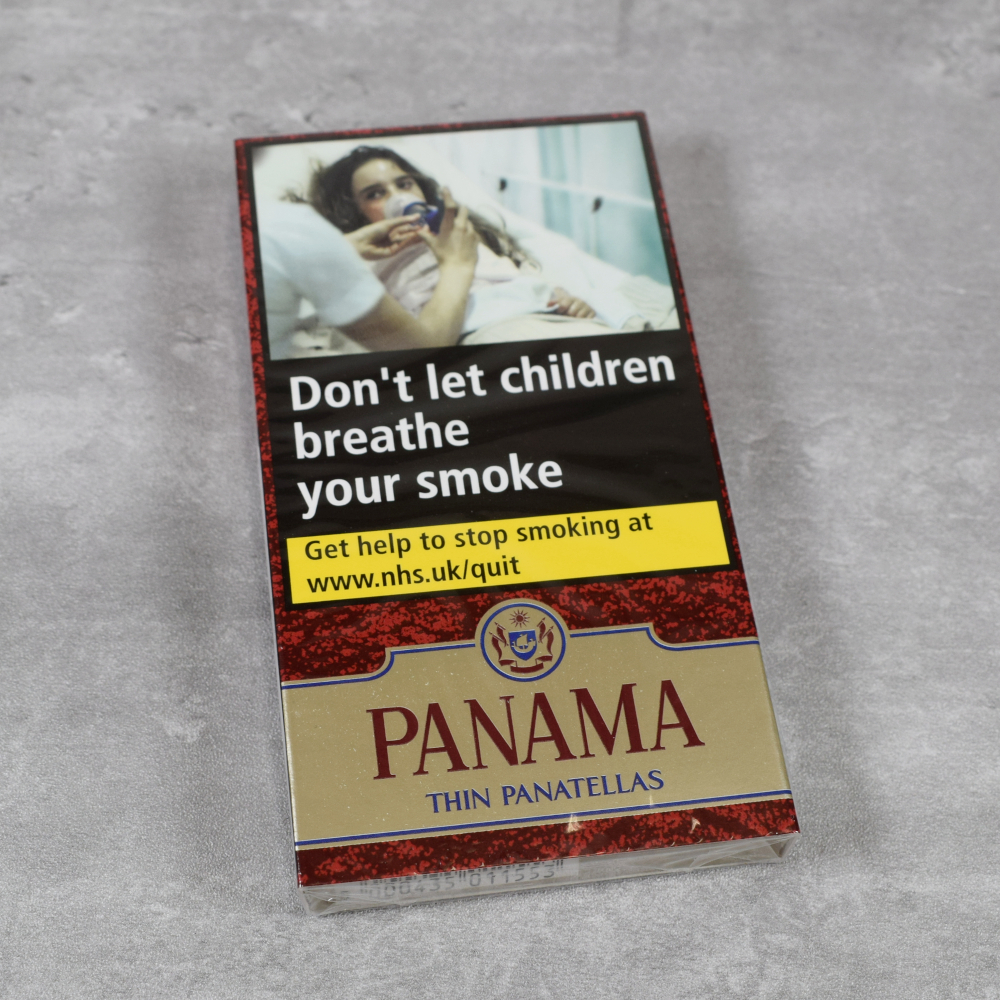 Don't let children
breathe
your smoke
Get help to stop smoking at
www.nhs.uk/quit
PANAMA
THIN PANATELLAS